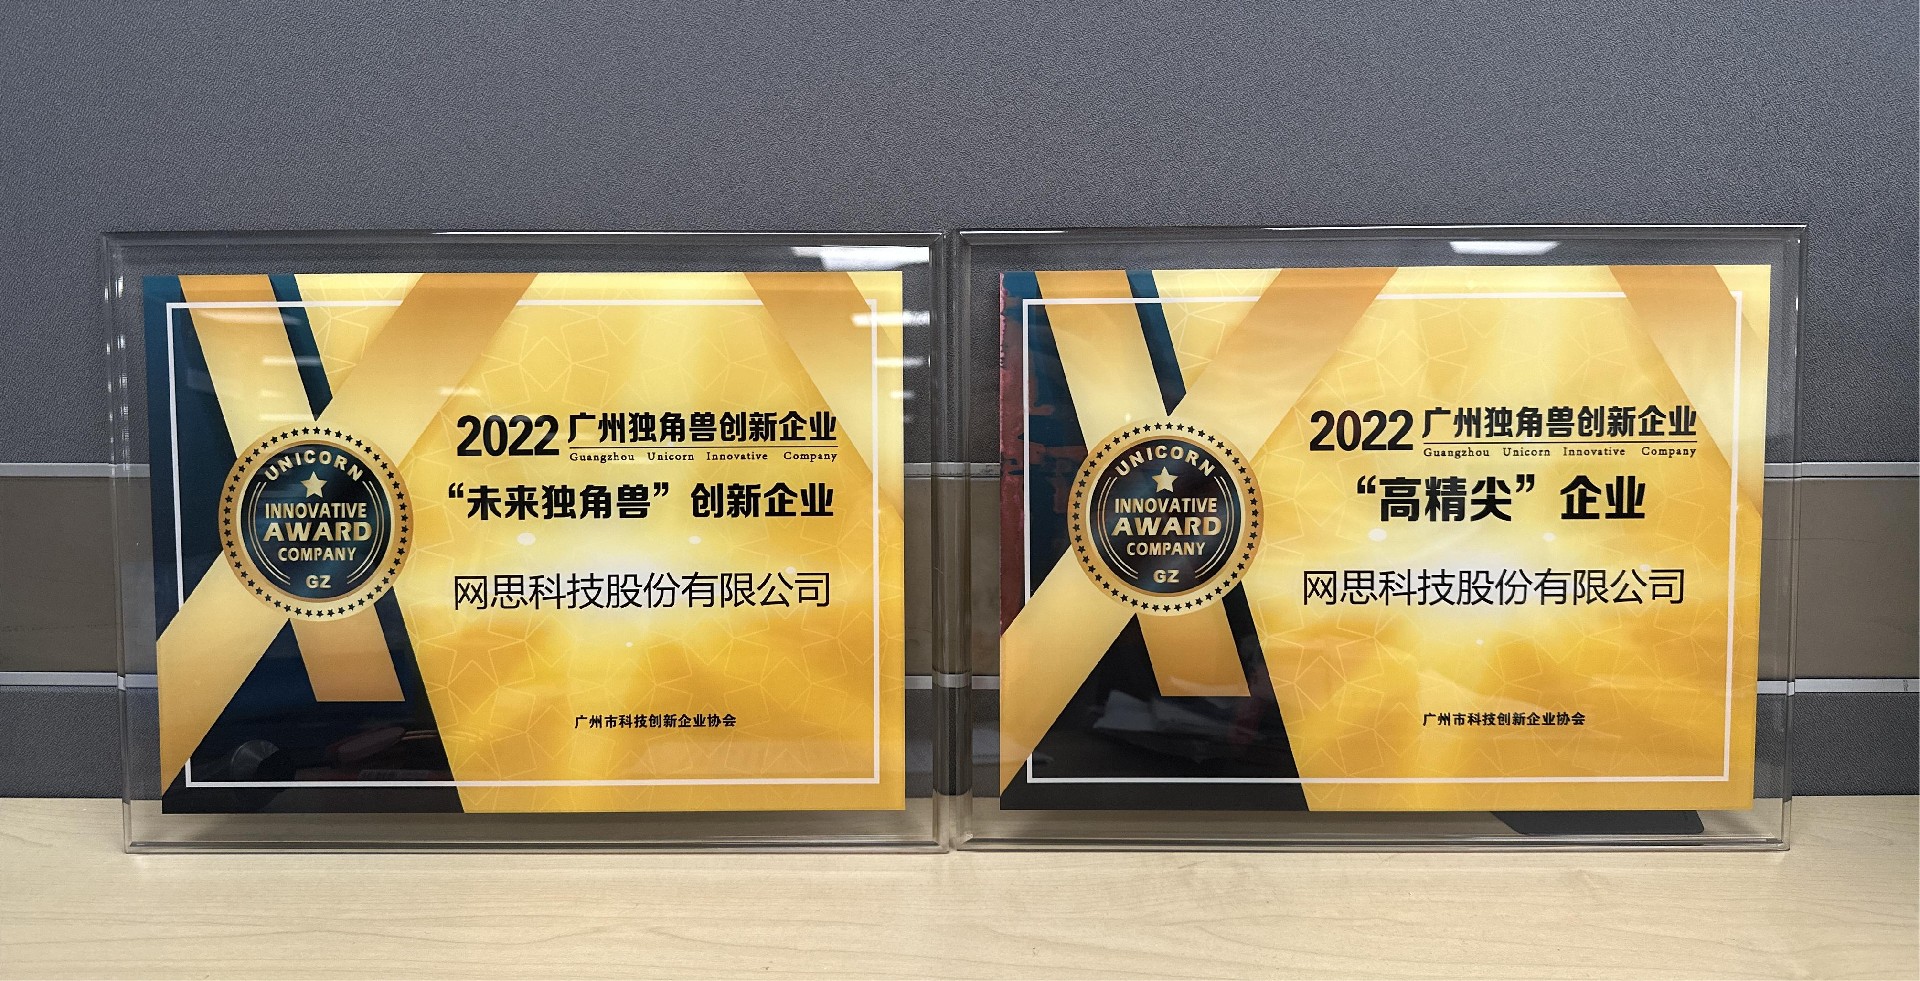 UNICORN
INNOVATIVE
AWARD
COMPANY
GZ
2022 广州独角兽创新企业
Guangzhou Unicorn Innovative Company
“未来独角兽”创新企业
网思科技股份有限公司
广州市科技创新企业协会
UNICORN
INNOVATIVE
AWARD
COMPANY
GZ
2022 广州独角兽创新企业
Guangzhou Unicorn Innovative Company
“高精尖”企业
网思科技股份有限公司
广州市科技创新企业协会